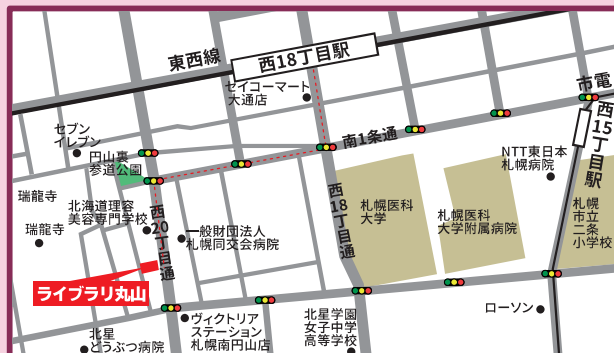 東西線
西18丁目駅
セイコーマート
大通店
市電
西15丁目駅
セブン
イレブン
南1条通
円山裏
参道公園
NTT東日本
札幌病院
瑞龍寺
北海道理容
美容専門学校
西20丁目通
西18丁目通
札幌医科
大学
札幌医科
大学附属病院
札幌
市立
二条
小学校
瑞龍寺
一般財団法人
札幌同交会病院
ライブラリ丸山
ヴィクトリア
ステーション
札幌南円山店
北星学園
女子中学
高等学校
ローソン
北星
どうぶつ病院